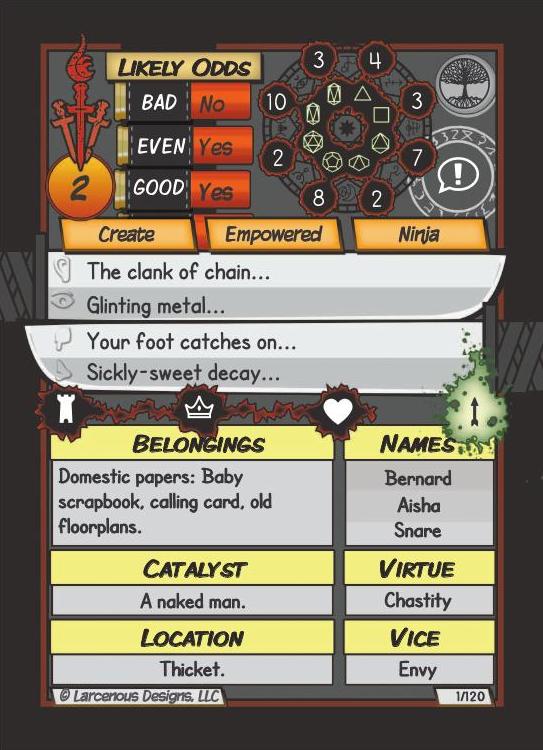 LIKELY ODDS
BAD No
EVEN Yes
GOOD Yes
2
3 4
10 3
2 7
8 2
!
Create Empowered Ninja
The clank of chain...
Glinting metal...
Your foot catches on...
Sickly-sweet decay...
BELONGINGS
Domestic papers: Baby
scrapbook, calling card, old
floorplans.
NAMES
Bernard
Aisha
Snare
CATALYST
A naked man.
VIRTUE
Chastity
LOCATION
Thicket.
VICE
Envy
© Larcenous Designs, LLC
1/120